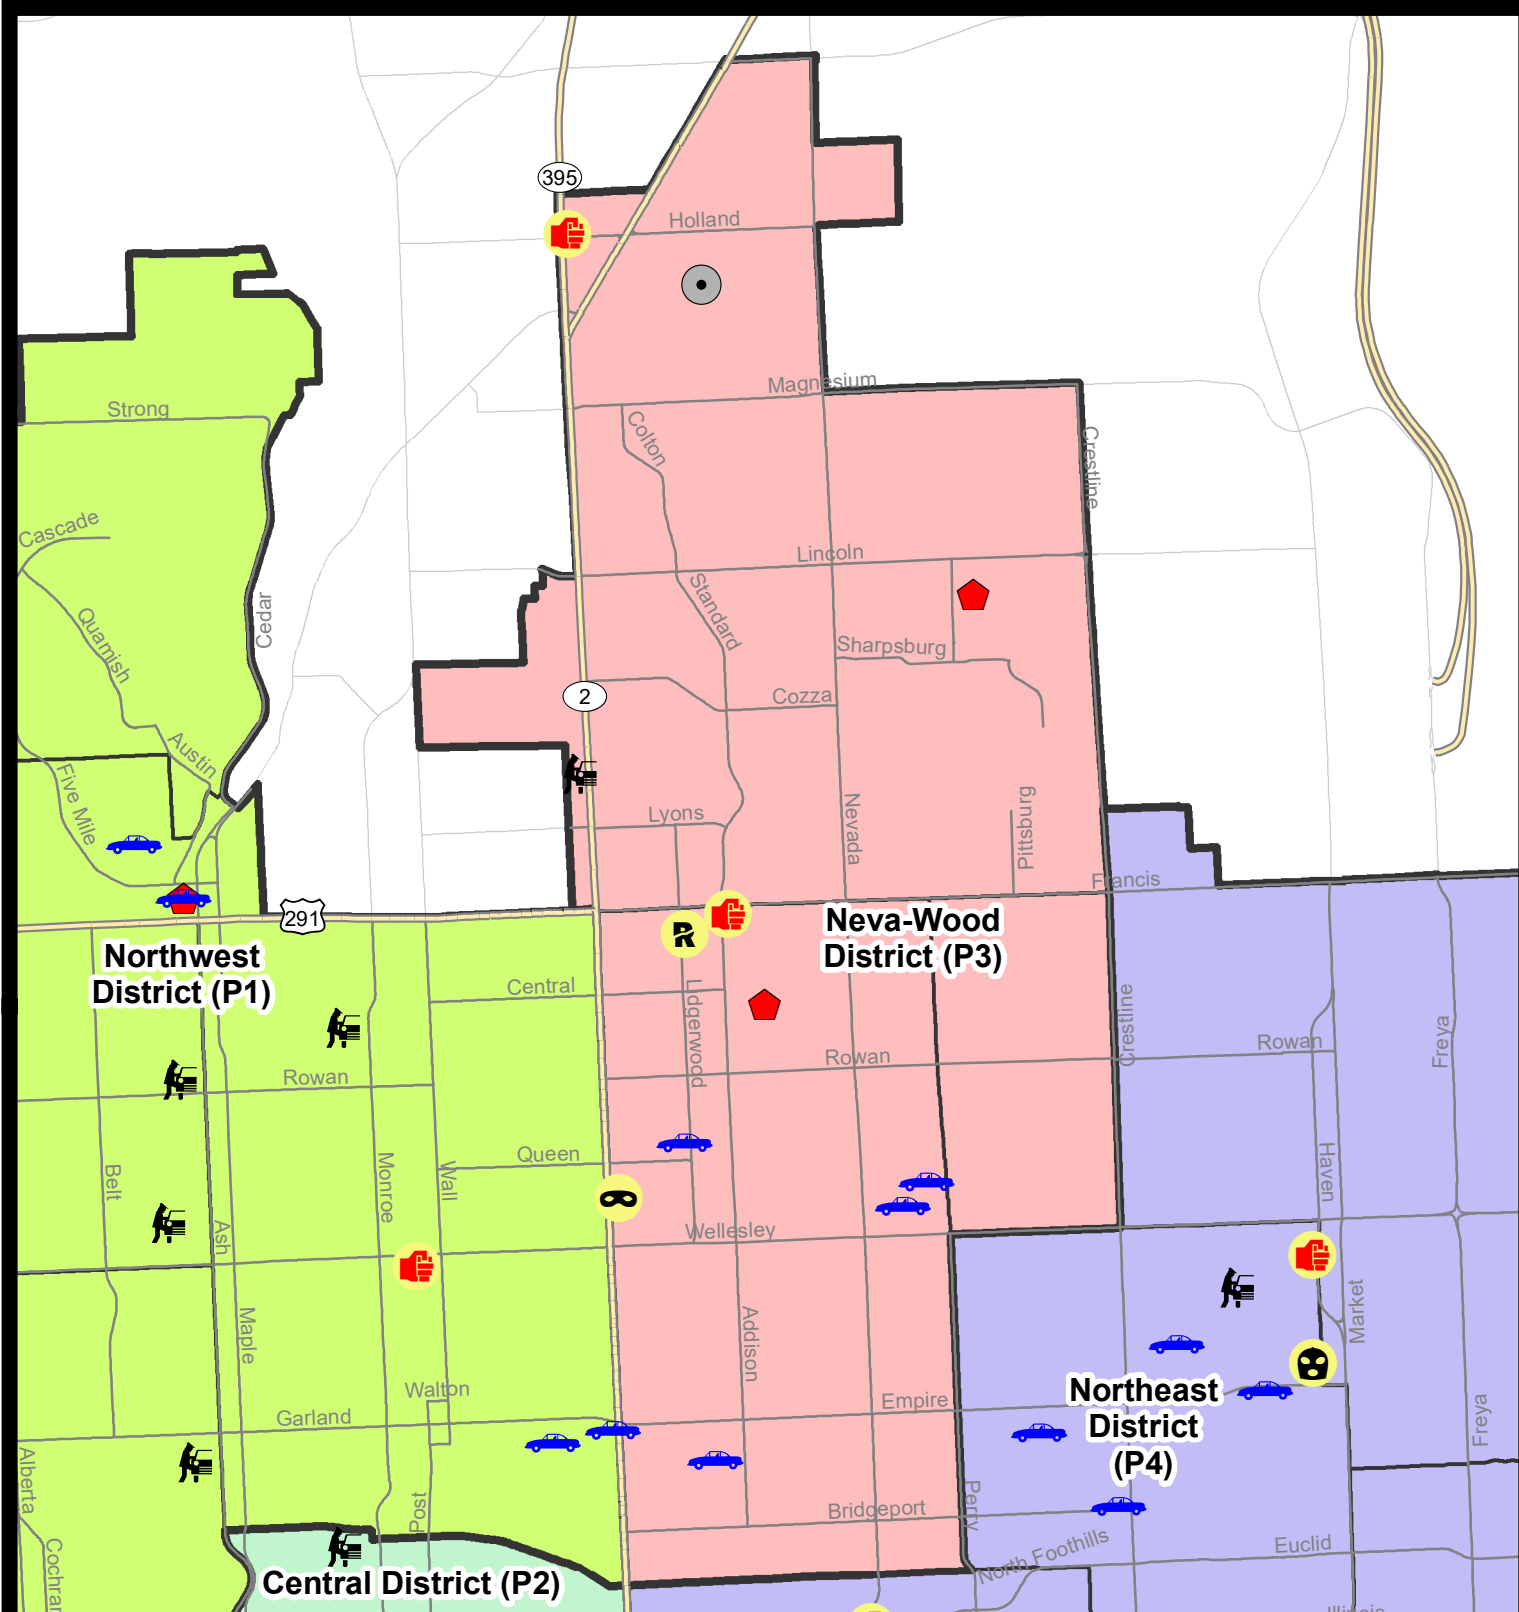 395
Holland
Magnesium
Strong
Colton
Crestline
Cascade
Lincoln
Quamish
Cedar
Standard
Sharpsburg
2
Cozza
Austin
Five Mile
Lyons
Nevada
Pittsburg
Francis
291
Neva-Wood
District (P3)
Northwest
District (P1)
Central
Lidgerwood
Crestline
Rowan
Rowan
Freya
Rowan
Queen
Belt
Monroe
Wall
Haven
Ash
Wellesley
Maple
Addison
Market
Walton
Northeast
District
(P4)
Garland
Empire
Freya
Alberta
Post
Bridgeport
Perry
North Foothills
Euclid
Cochran
Central District (P2)
R